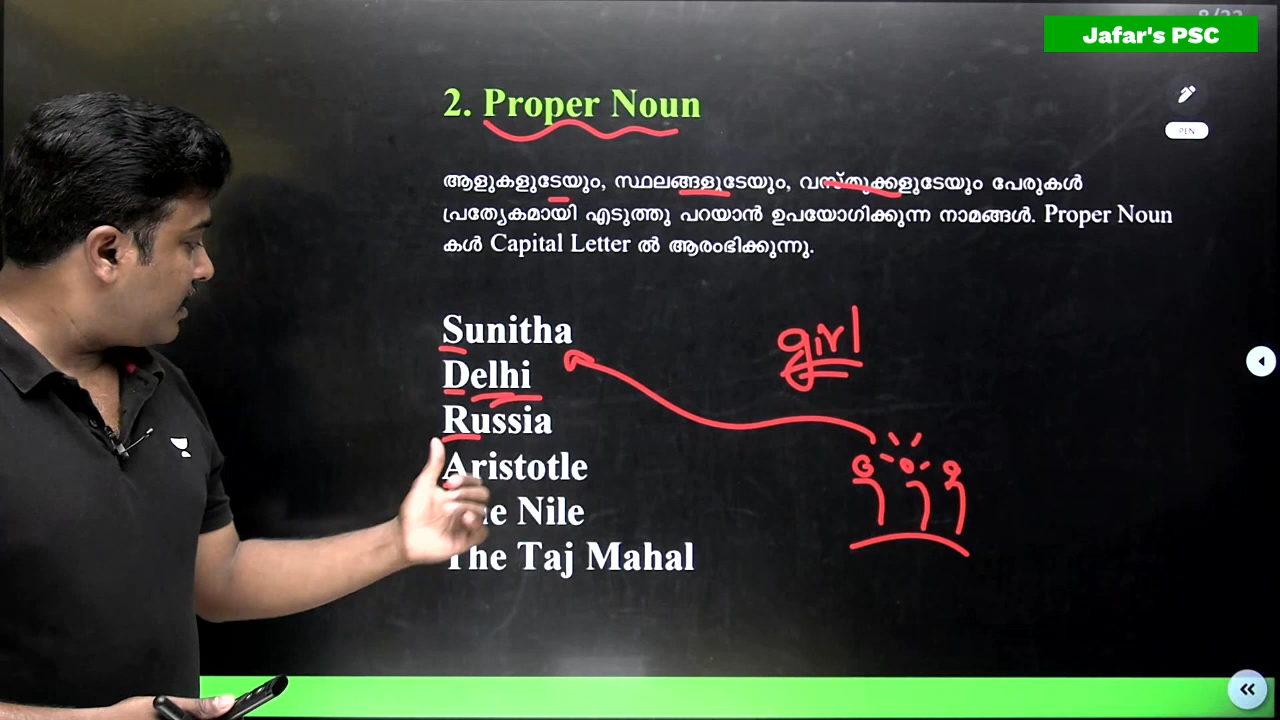 Jafar's PSC
2. Proper Noun
PEN
ആളുകളുടേയും, സ്ഥലങ്ങളുടേയും, വസ്തുക്കളുടേയും പേരുകൾ
പ്രത്യേകമായി എടുത്തു പറയാൻ ഉപയോഗിക്കുന്ന നാമങ്ങൾ. Proper Noun
കൾ Capital Letter ൽ ആരംഭിക്കുന്നു.
Sunitha
girl
Delhi
Russia
Aristotle
Nile
The Taj Mahal